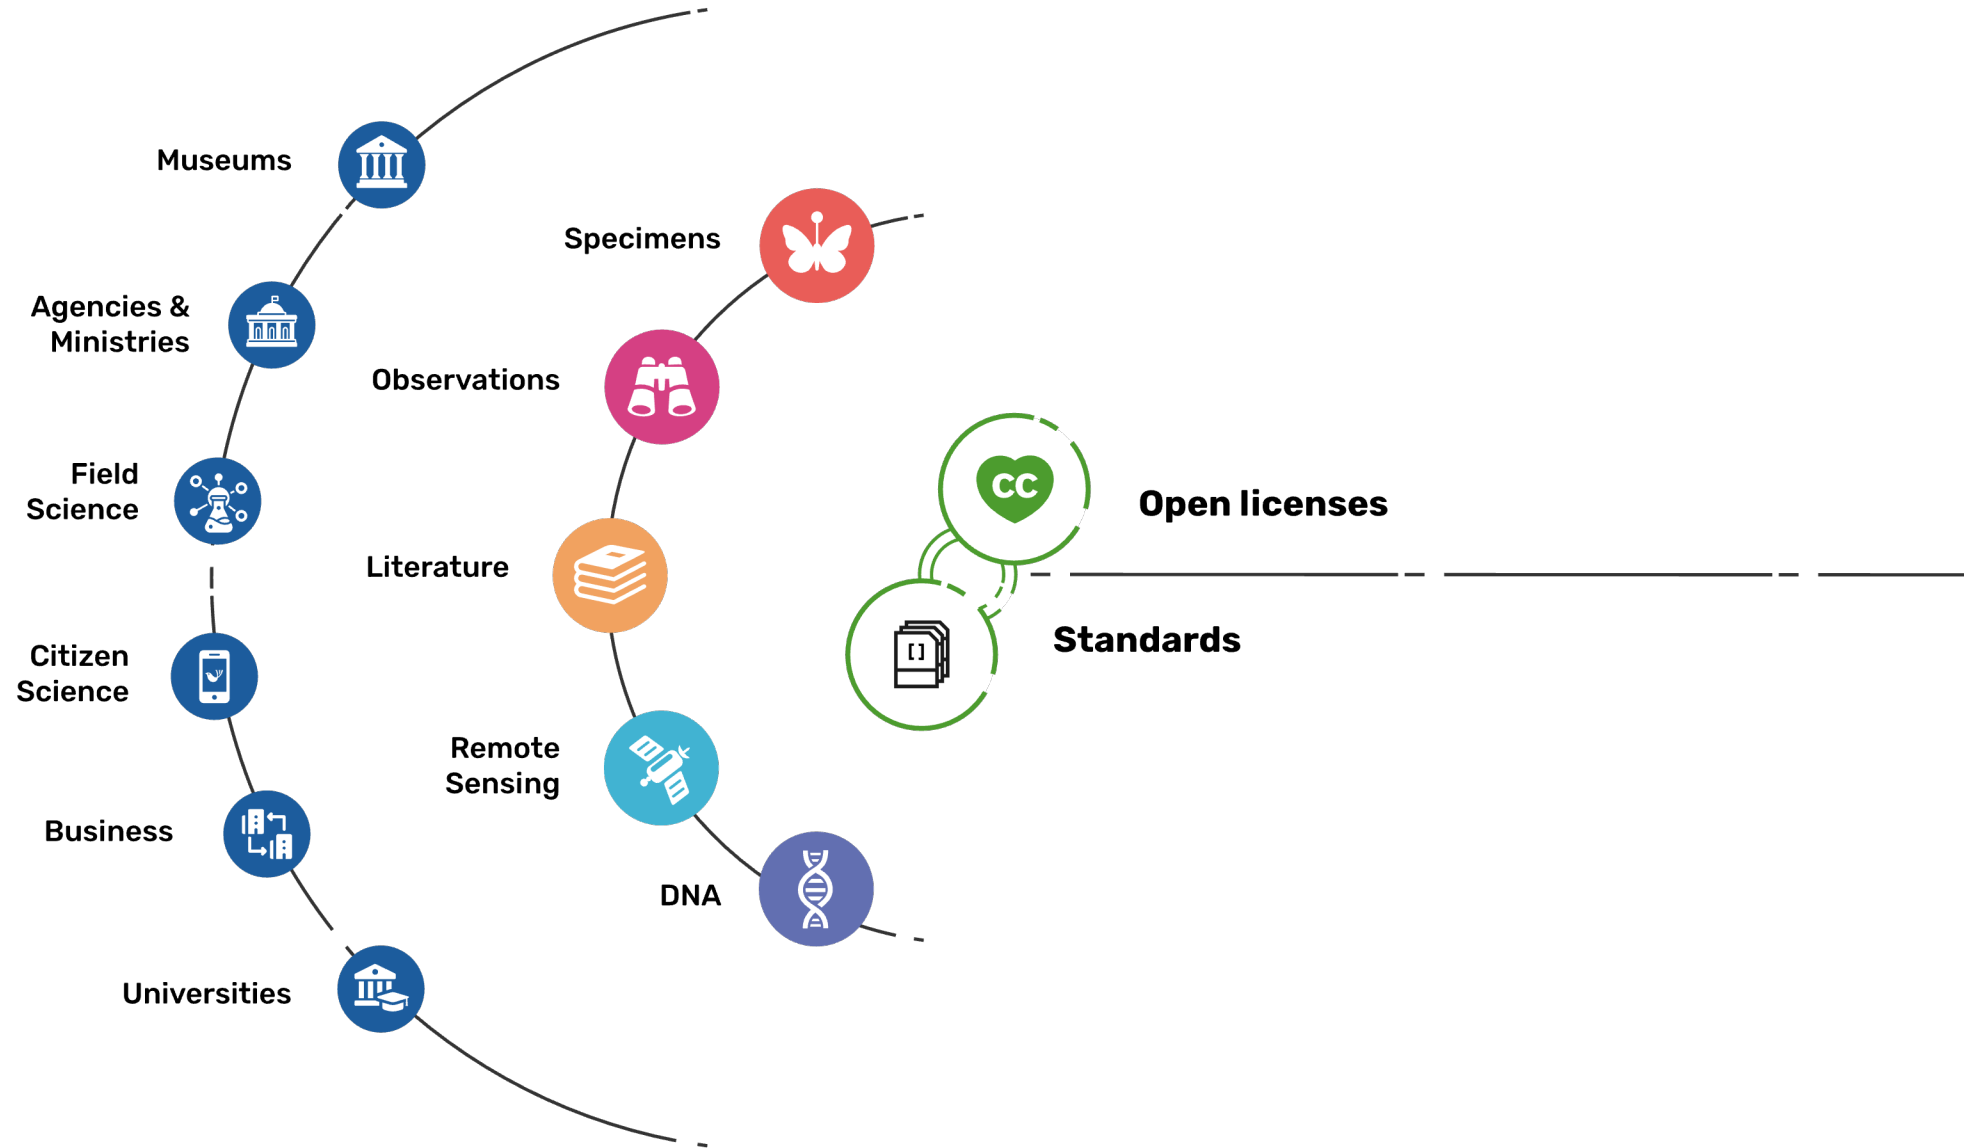 Museums
Agencies &
Ministries
Field
Science
Citizen
Science
Business
Universities
Specimens
Observations
Literature
Remote
Sensing
DNA
CC
Open licenses
[ ]
Standards